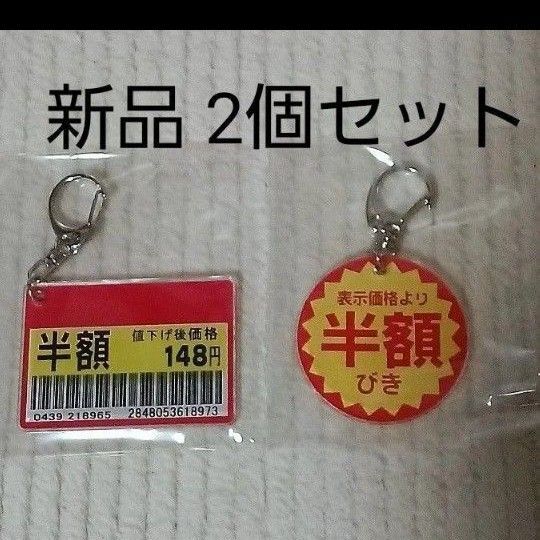 新品 2個セット
半額
値下げ後価格
148円
0439 218965
2848053618973
表示価格より
半額
びき